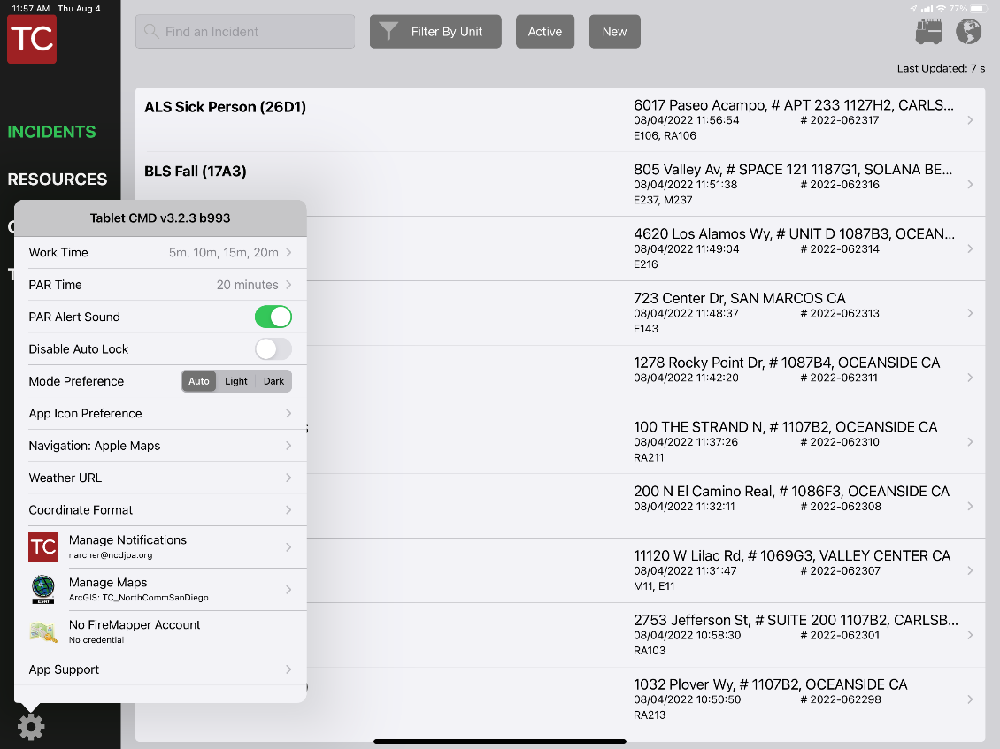 11:57 AM Thu Aug 4
77%
TC
Find an Incident
Filter By Unit
Active
New
Last Updated: 7 s
INCIDENTS
RESOURCES
ALS Sick Person (26D1)
6017 Paseo Acampo, # APT 233 1127H2, CARLS...
08/04/2022 11:56:54 # 2022-062317
E106, RA106
BLS Fall (17A3)
805 Valley Av, # SPACE 121 1187G1, SOLANA BE...
08/04/2022 11:51:38 # 2022-062316
E237, M237
4620 Los Alamos Wy, # UNIT D 1087B3, OCEAN...
08/04/2022 11:49:04 # 2022-062314
E216
723 Center Dr, SAN MARCOS CA
08/04/2022 11:48:37 # 2022-062313
E143
1278 Rocky Point Dr, # 1087B4, OCEANSIDE CA
08/04/2022 11:42:20 # 2022-062311
100 THE STRAND N, # 1107B2, OCEANSIDE CA
08/04/2022 11:37:26 # 2022-062310
RA211
200 N El Camino Real, # 1086F3, OCEANSIDE CA
08/04/2022 11:32:11 # 2022-062308
11120 W Lilac Rd, # 1069G3, VALLEY CENTER CA
08/04/2022 11:31:47 # 2022-062307
M11, E11
2753 Jefferson St, # SUITE 200 1107B2, CARLSB...
08/04/2022 10:58:30 # 2022-062301
RA103
1032 Plover Wy, # 1107B2, OCEANSIDE CA
08/04/2022 10:50:50 # 2022-062298
RA213
Tablet CMD v3.2.3 b993
Work Time 5m, 10m, 15m, 20m
PAR Time 20 minutes
PAR Alert Sound
Disable Auto Lock
Mode Preference Auto Light Dark
App Icon Preference
Navigation: Apple Maps
Weather URL
Coordinate Format
TC
Manage Notifications
narcher@ncdjpa.org
ESRI
Manage Maps
ArcGIS: TC_NorthCommSanDiego
No FireMapper Account
No credential
App Support